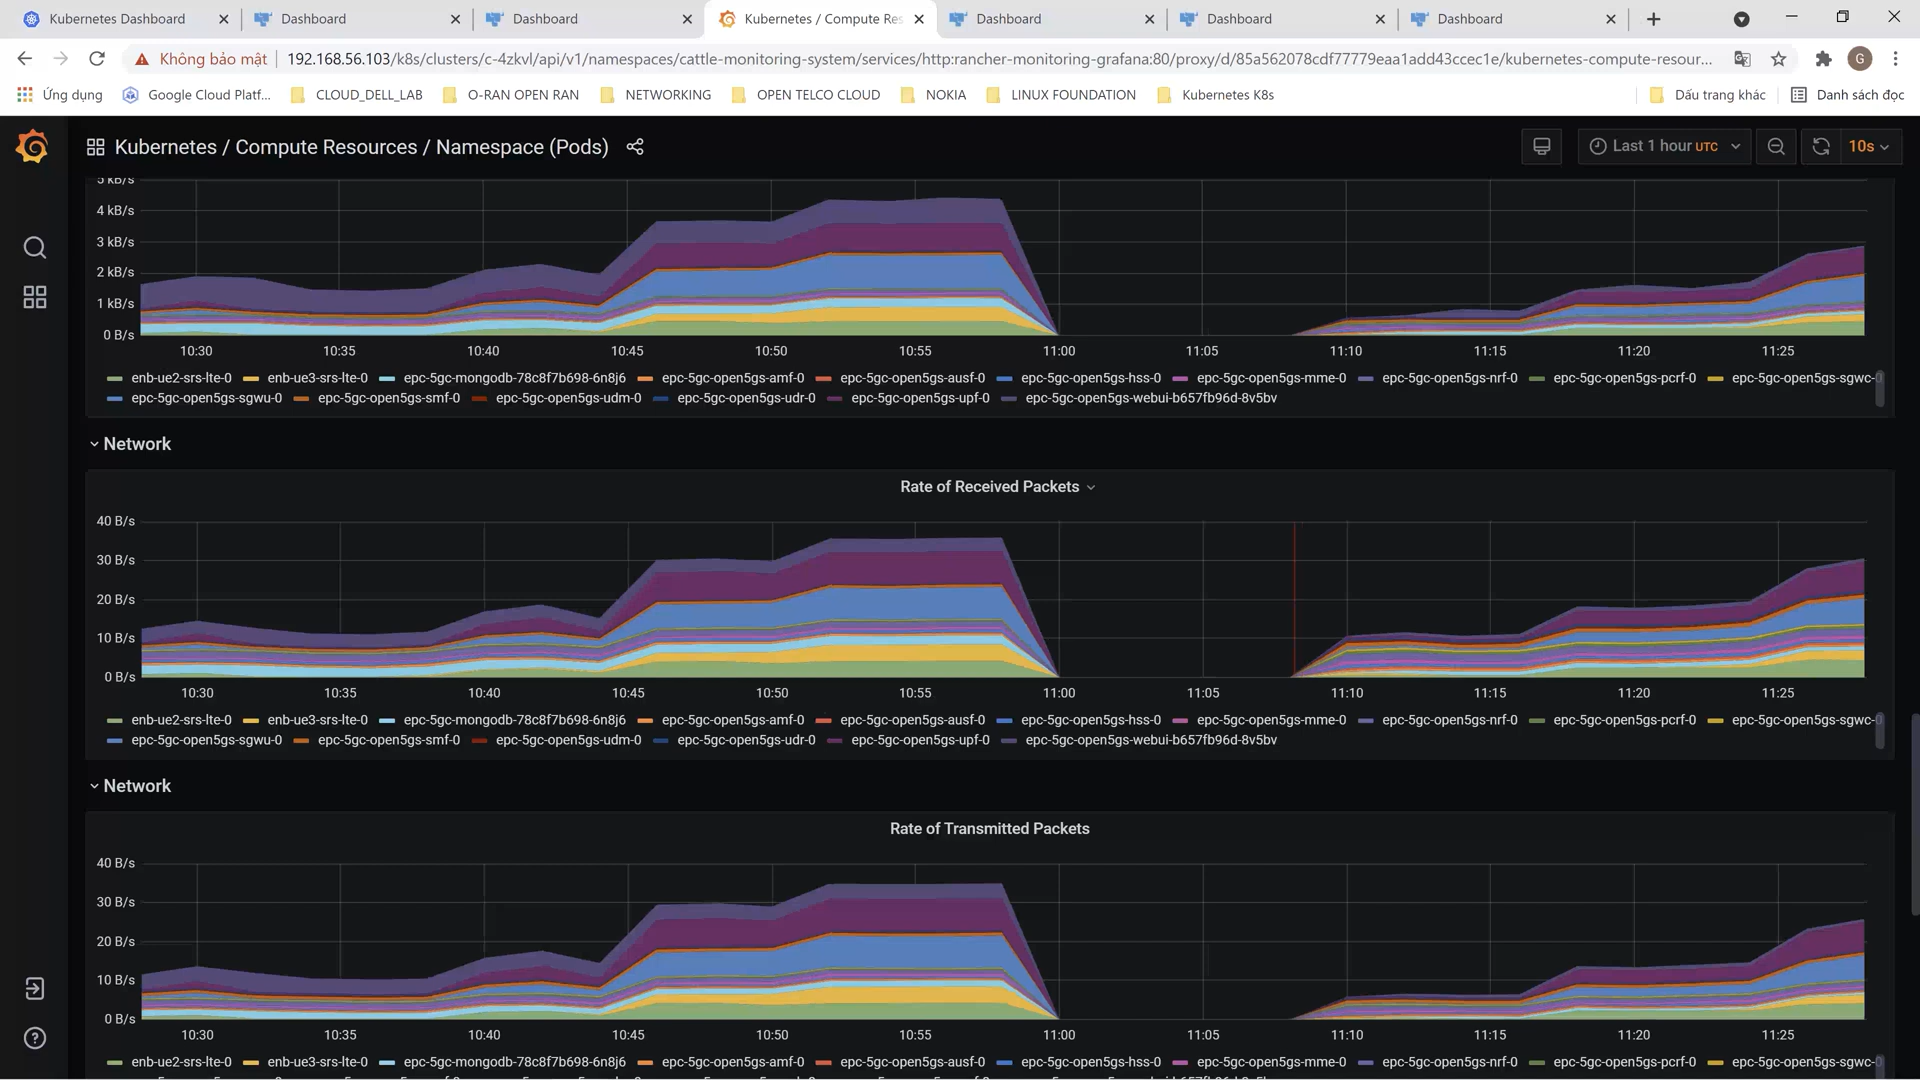 Kubernetes Dashboard
Dashboard
Dashboard
Kubernetes / Compute Res
Dashboard
Dashboard
Dashboard
Không bảo mật
192.168.56.103/k8s/clusters/c-4zkvl/api/v1/namespaces/cattle-monitoring-system/services/http:rancher-monitoring-grafana:80/proxy/d/85a562078cdf77779eaa1add43ccec1e/kubernetes-compute-resour...
G
Ứng dụng
Google Cloud Platf...
CLOUD_DELL_LAB
O-RAN OPEN RAN
NETWORKING
OPEN TELCO CLOUD
NOKIA
LINUX FOUNDATION
Kubernetes K8s
Dấu trang khác
Danh sách đọc
Kubernetes / Compute Resources / Namespace (Pods)
Last 1 hour UTC
10s
5 kB/s
4 kB/s
3 kB/s
2 kB/s
1 kB/s
0 B/s
10:30 10:35 10:40 10:45 10:50 10:55 11:00 11:05 11:10 11:15 11:20 11:25
enb-ue2-srs-lte-0 enb-ue3-srs-lte-0 epc-5gc-mongodb-78c8f7b698-6n8j6 epc-5gc-open5gs-amf-0 epc-5gc-open5gs-ausf-0 epc-5gc-open5gs-hss-0 epc-5gc-open5gs-mme-0 epc-5gc-open5gs-nrf-0 epc-5gc-open5gs-pcrf-0 epc-5gc-open5gs-sgwc-0
epc-5gc-open5gs-sgwu-0 epc-5gc-open5gs-smf-0 epc-5gc-open5gs-udm-0 epc-5gc-open5gs-udr-0 epc-5gc-open5gs-upf-0 epc-5gc-open5gs-webui-b657fb96d-8v5bv
Network
Rate of Received Packets
40 B/s
30 B/s
20 B/s
10 B/s
0 B/s
10:30 10:35 10:40 10:45 10:50 10:55 11:00 11:05 11:10 11:15 11:20 11:25
enb-ue2-srs-lte-0 enb-ue3-srs-lte-0 epc-5gc-mongodb-78c8f7b698-6n8j6 epc-5gc-open5gs-amf-0 epc-5gc-open5gs-ausf-0 epc-5gc-open5gs-hss-0 epc-5gc-open5gs-mme-0 epc-5gc-open5gs-nrf-0 epc-5gc-open5gs-pcrf-0 epc-5gc-open5gs-sgwc-0
epc-5gc-open5gs-sgwu-0 epc-5gc-open5gs-smf-0 epc-5gc-open5gs-udm-0 epc-5gc-open5gs-udr-0 epc-5gc-open5gs-upf-0 epc-5gc-open5gs-webui-b657fb96d-8v5bv
Network
Rate of Transmitted Packets
40 B/s
30 B/s
20 B/s
10 B/s
0 B/s
10:30 10:35 10:40 10:45 10:50 10:55 11:00 11:05 11:10 11:15 11:20 11:25
enb-ue2-srs-lte-0 enb-ue3-srs-lte-0 epc-5gc-mongodb-78c8f7b698-6n8j6 epc-5gc-open5gs-amf-0 epc-5gc-open5gs-ausf-0 epc-5gc-open5gs-hss-0 epc-5gc-open5gs-mme-0 epc-5gc-open5gs-nrf-0 epc-5gc-open5gs-pcrf-0 epc-5gc-open5gs-sgwc-0